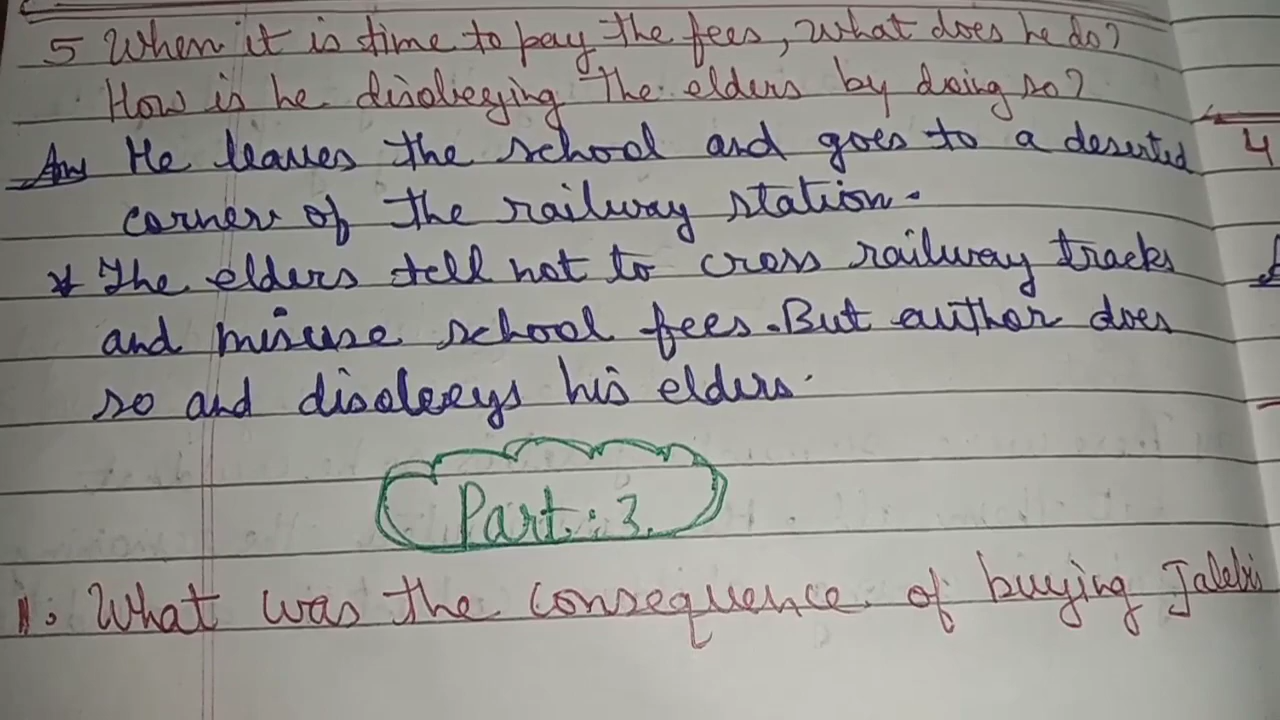 5 When it is time to pay the fees, what does he do?
How is he disobeying the elders by doing so?
Ans He leaves the school and goes to a deserted
corner of the railway station.
* The elders tell not to cross railway tracks
and misuse school fees. But author does
so and disobeys his elders.
Part : 3.
1. What was the consequence of buying Jalebis
4